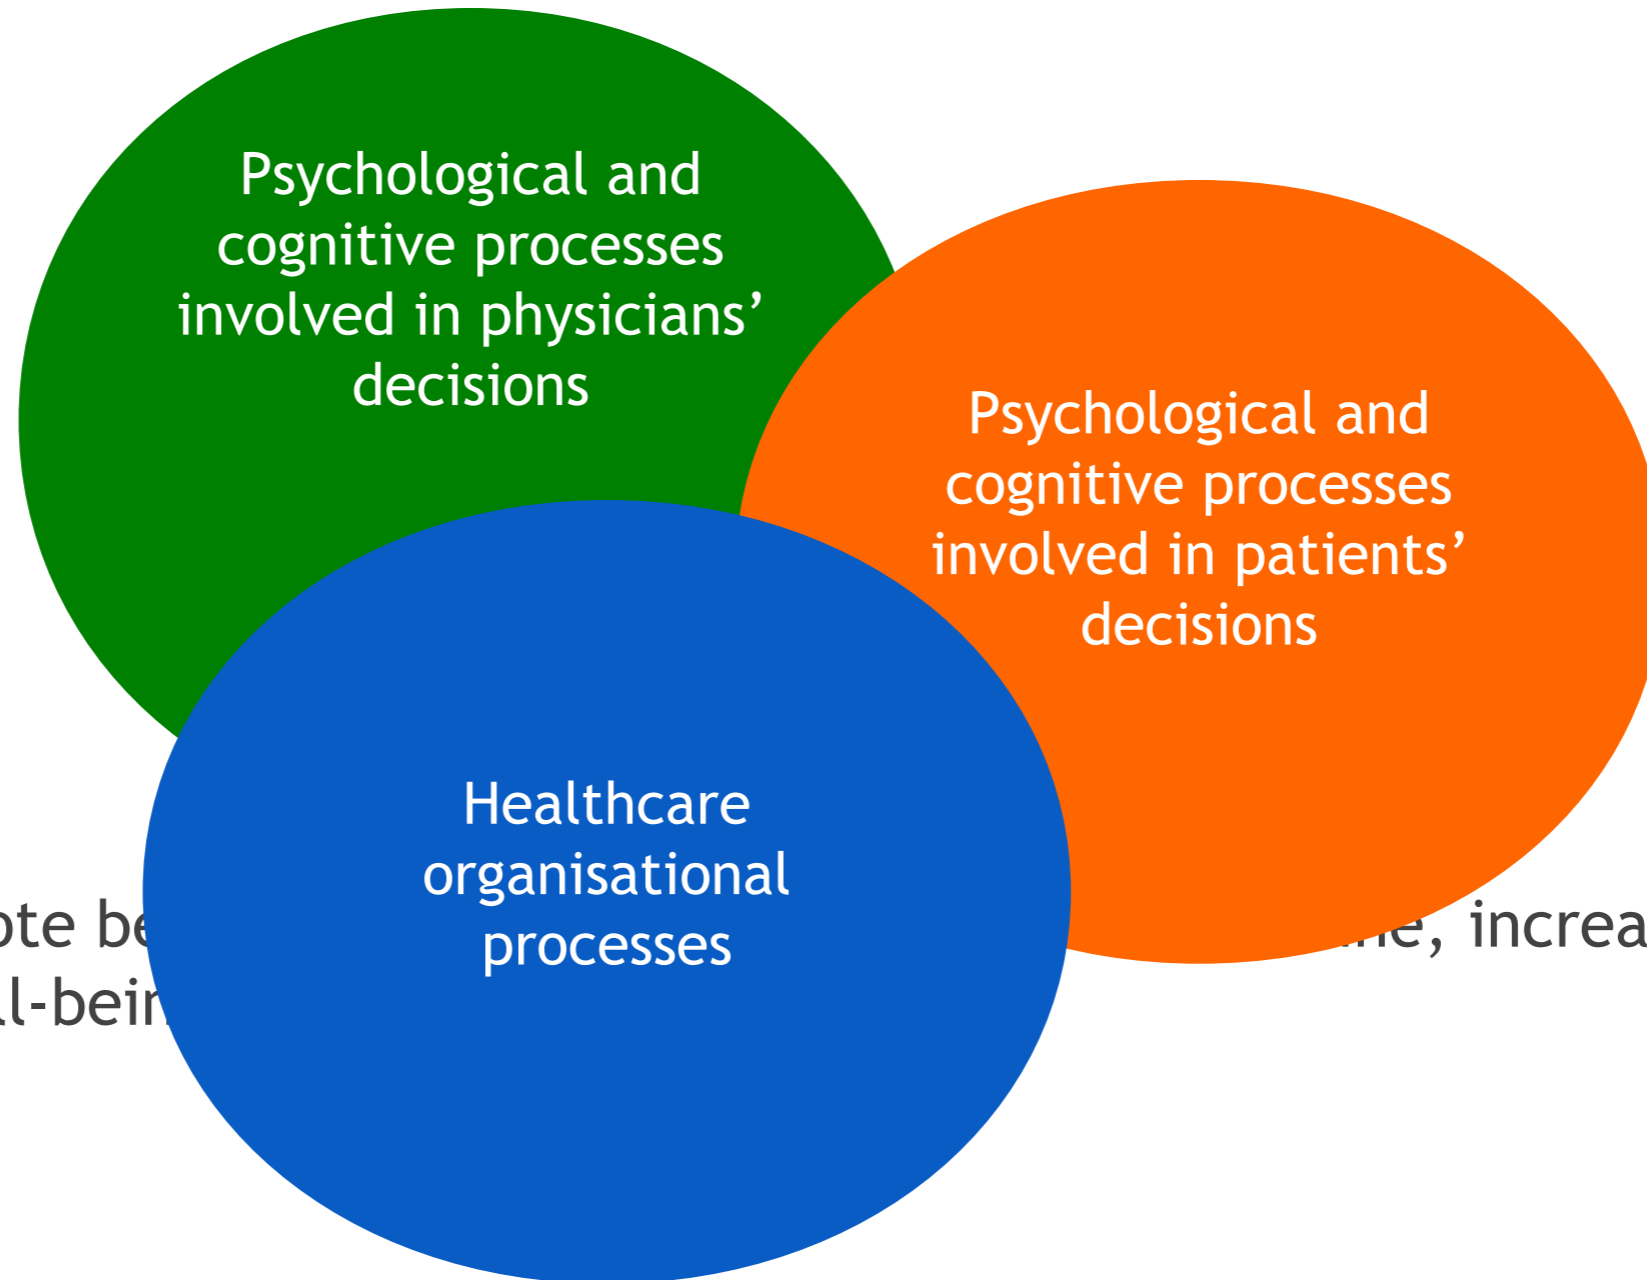 Psychological and
cognitive processes
involved in physicians’
decisions
Psychological and
cognitive processes
involved in patients’
decisions
Healthcare
organisational
processes